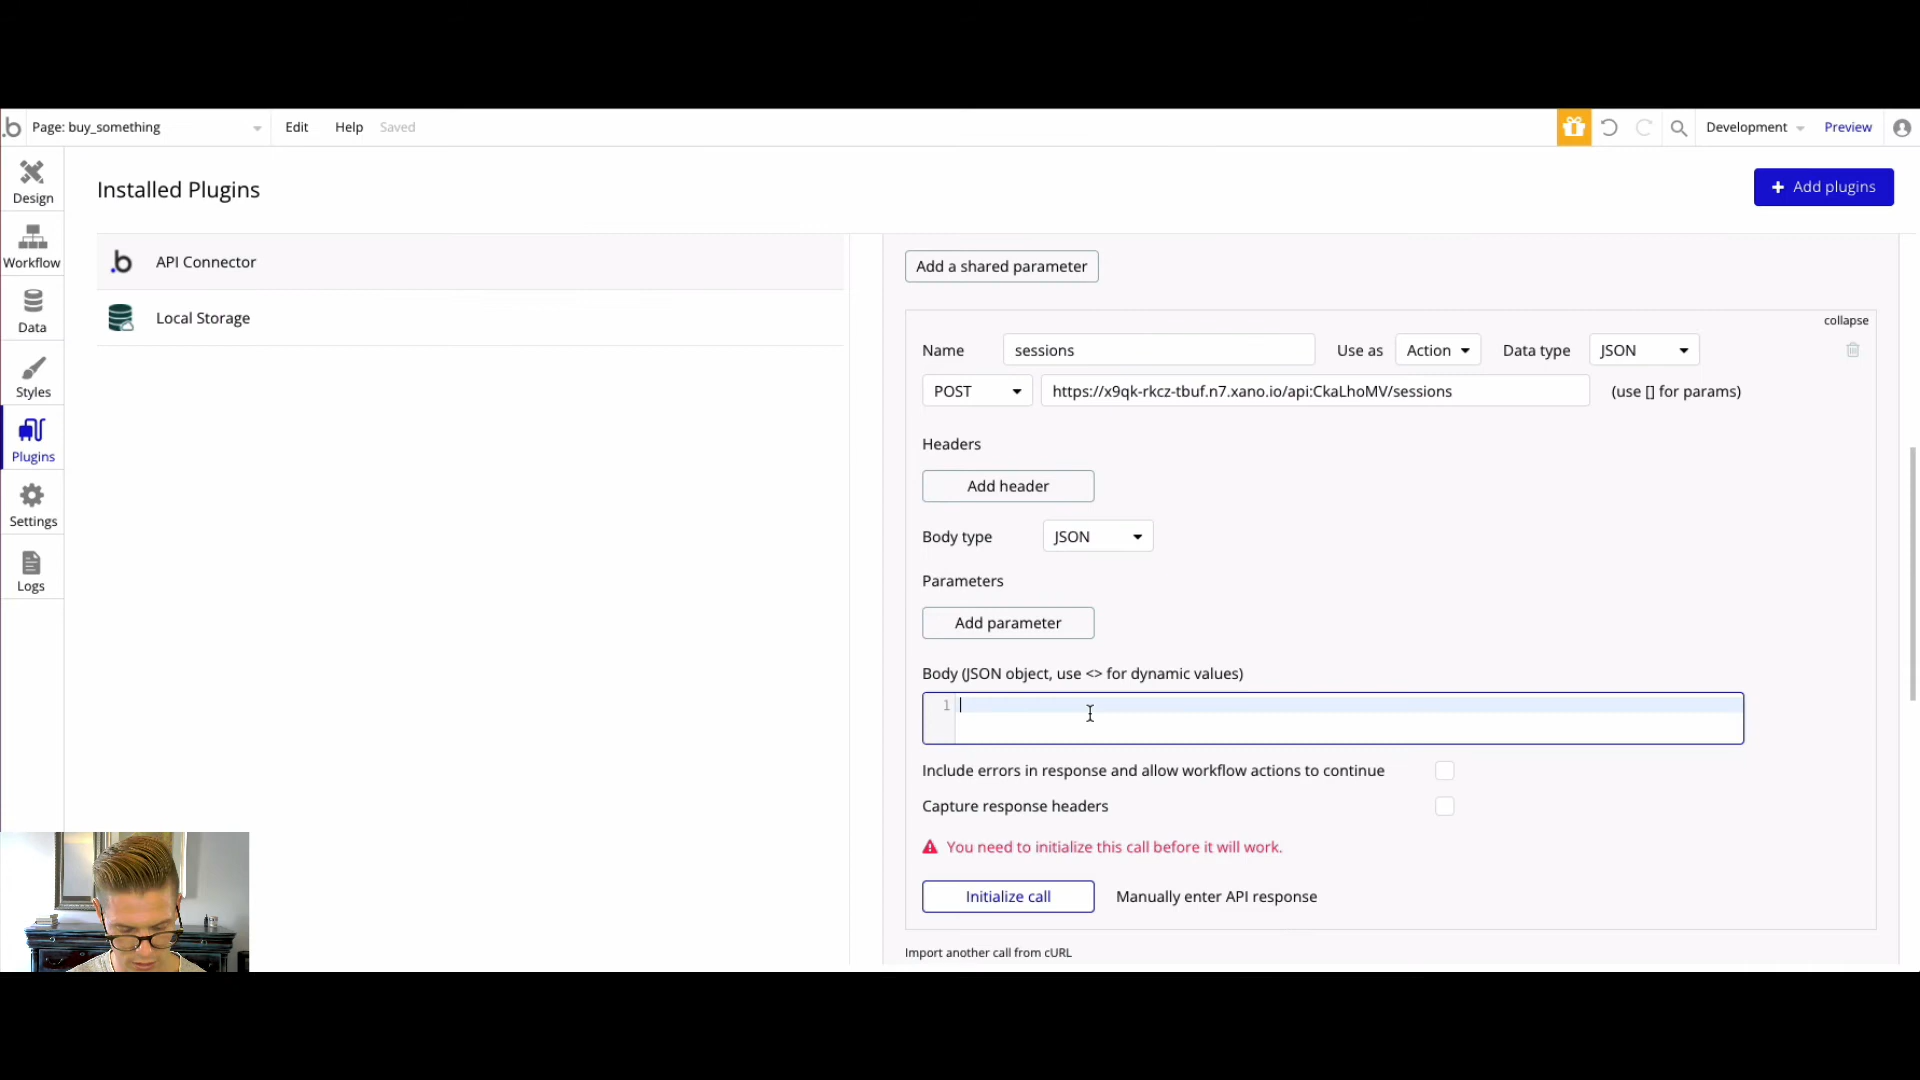 Page: buy_something
Edit
Help
Saved
Development
Preview
Design
Workflow
Data
Styles
Plugins
Settings
Logs
Installed Plugins
+ Add plugins
API Connector
Local Storage
Add a shared parameter
collapse
Name
sessions
Use as
Action
Data type
JSON
POST
https://x9qk-rkcz-tbuf.n7.xano.io/api:CkaLhoMV/sessions
(use [] for params)
Headers
Add header
Body type
JSON
Parameters
Add parameter
Body (JSON object, use <> for dynamic values)
1
Include errors in response and allow workflow actions to continue
Capture response headers
You need to initialize this call before it will work.
Initialize call
Manually enter API response
Import another call from cURL